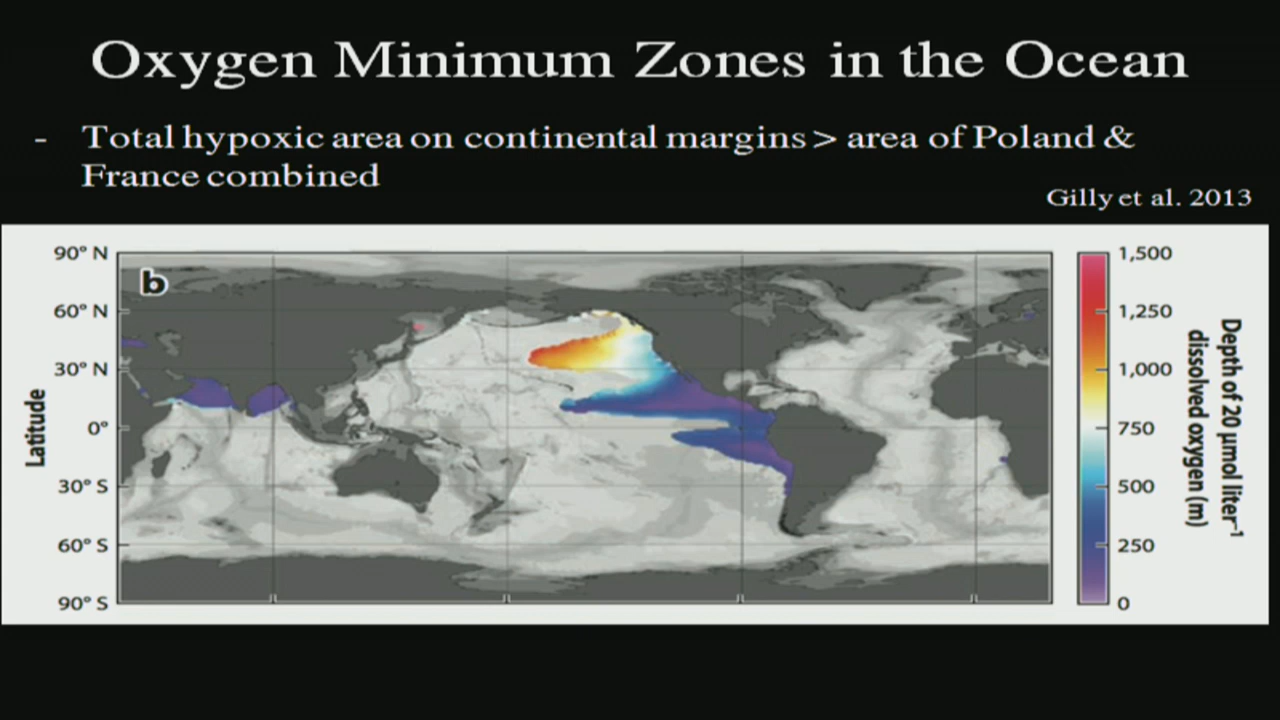 Oxygen Minimum Zones in the Ocean
- Total hypoxic area on continental margins > area of Poland &
France combined
Gilly et al. 2013
b
90° N
60° N
30° N
0°
30° S
60° S
90° S
Latitude
1,500
1,250
1,000
750
500
250
0
Depth of 20 μmol liter⁻¹
dissolved oxygen (m)